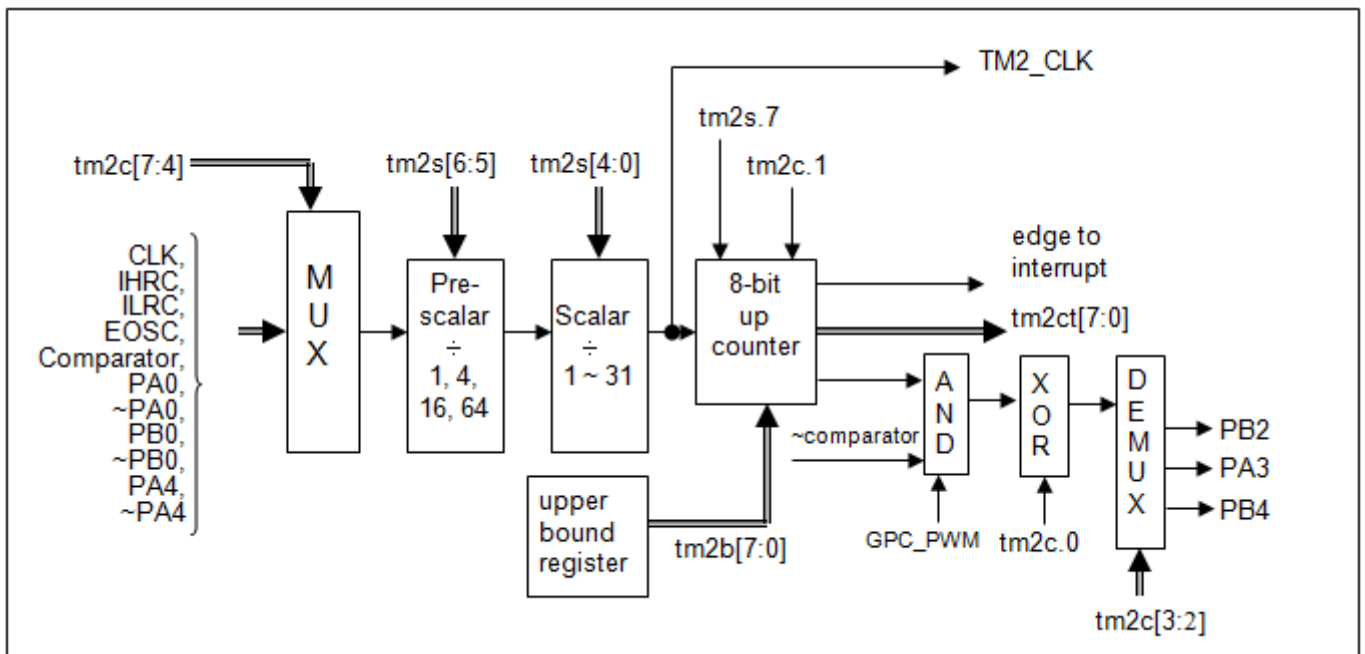 TM2_CLK
tm2s.7
tm2c[7:4]
tm2s[6:5]
tm2s[4:0]
tm2c.1
CLK,
IHRC,
ILRC,
EOSC,
Comparator,
PA0,
~PA0,
PB0,
~PB0,
PA4,
~PA4
M
U
X
Pre-
scalar
÷
1, 4,
16, 64
Scalar
÷
1 ~ 31
8-bit
up
counter
edge to
interrupt
tm2ct[7:0]
~comparator
A
N
D
X
O
R
D
E
M
U
X
PB2
PA3
PB4
upper
bound
register
tm2b[7:0]
GPC_PWM
tm2c.0
tm2c[3:2]